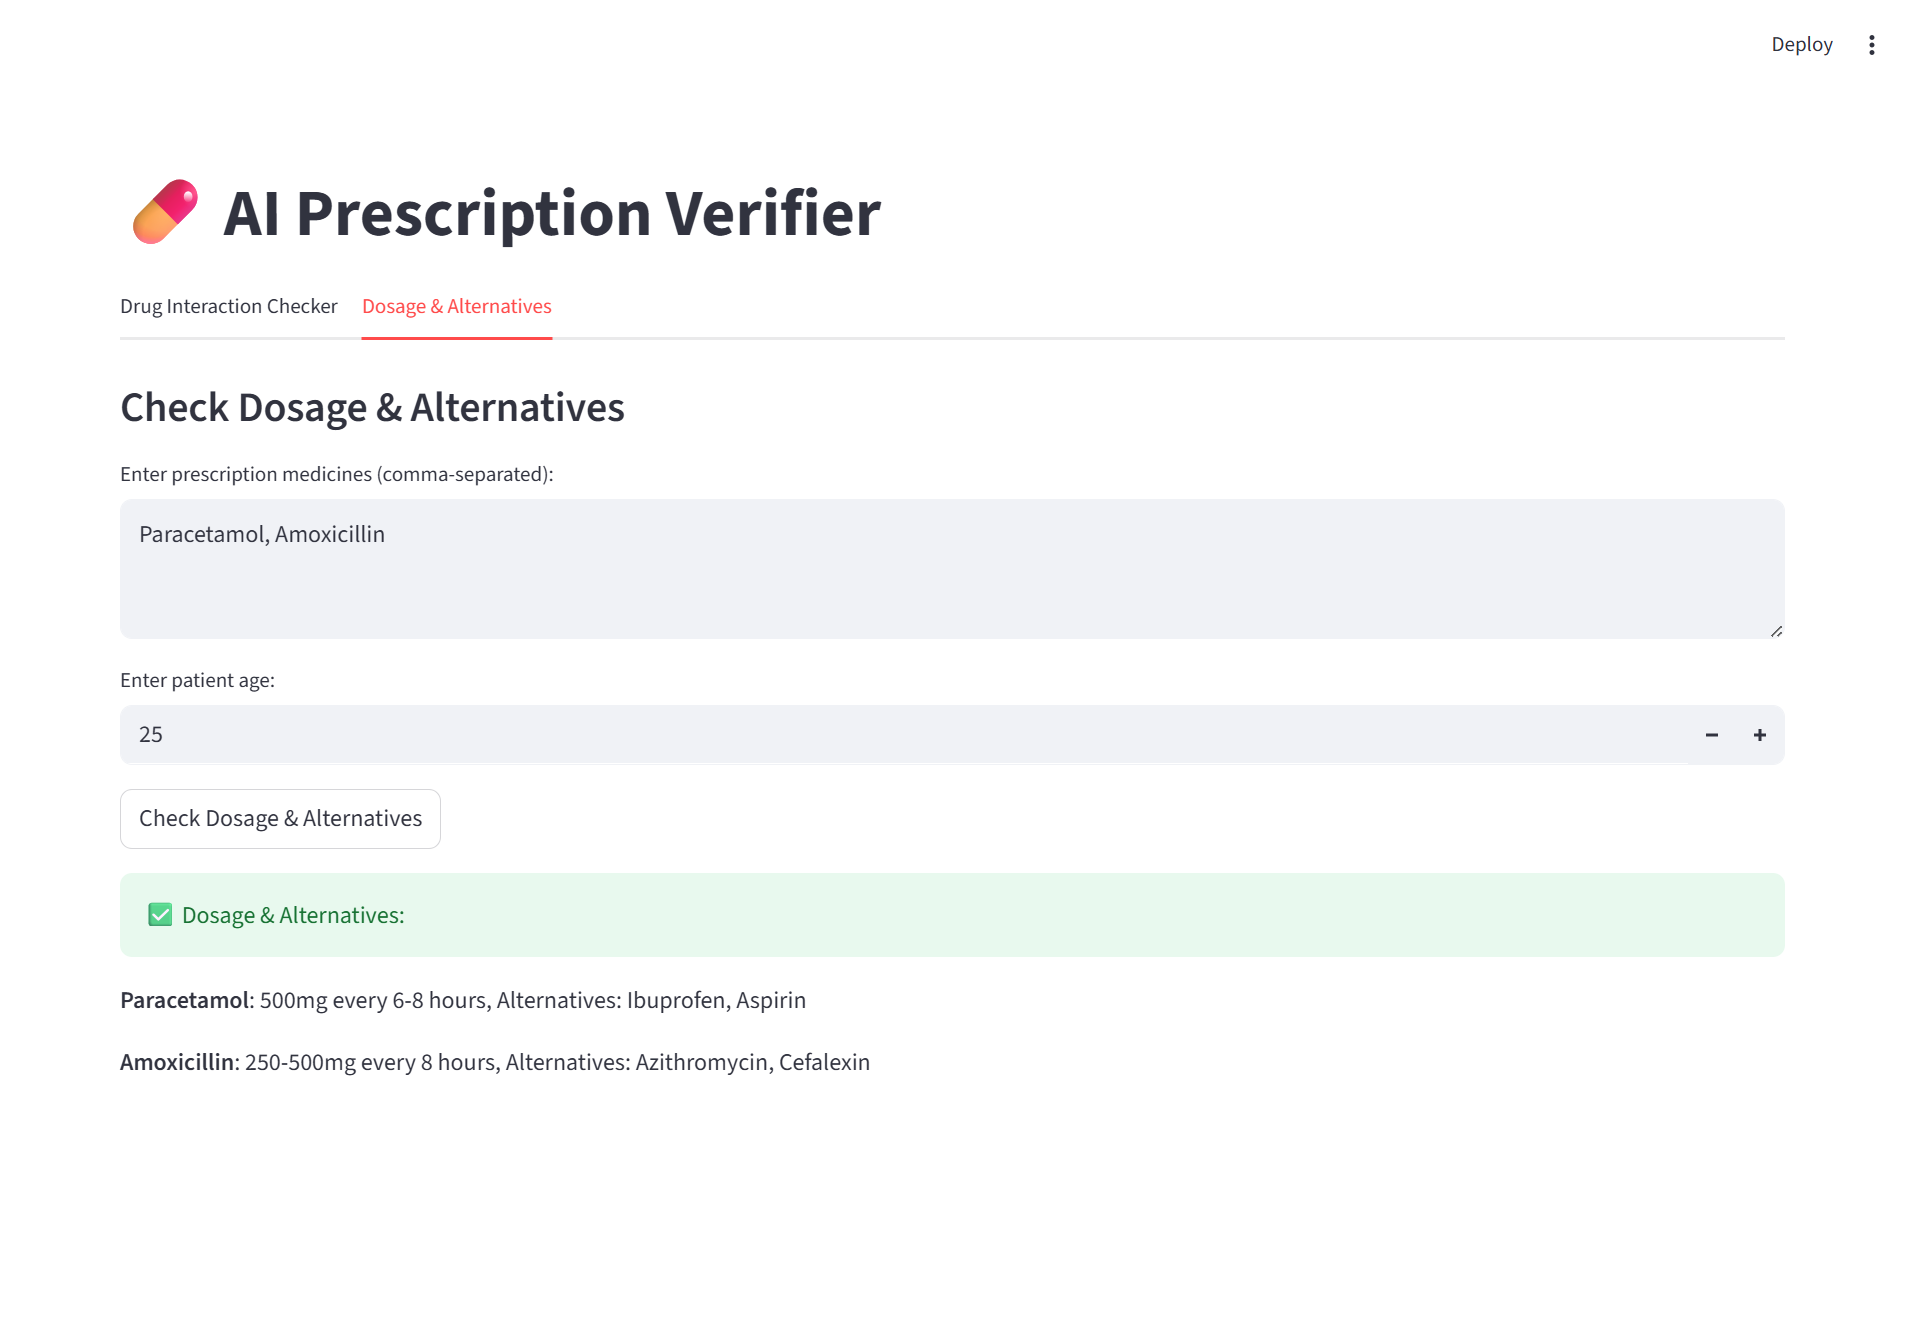 Deploy
AI Prescription Verifier
Drug Interaction Checker
Dosage & Alternatives
Check Dosage & Alternatives
Enter prescription medicines (comma-separated):
Paracetamol, Amoxicillin
Enter patient age:
25
Check Dosage & Alternatives
✅ Dosage & Alternatives:
Paracetamol: 500mg every 6-8 hours, Alternatives: Ibuprofen, Aspirin
Amoxicillin: 250-500mg every 8 hours, Alternatives: Azithromycin, Cefalexin